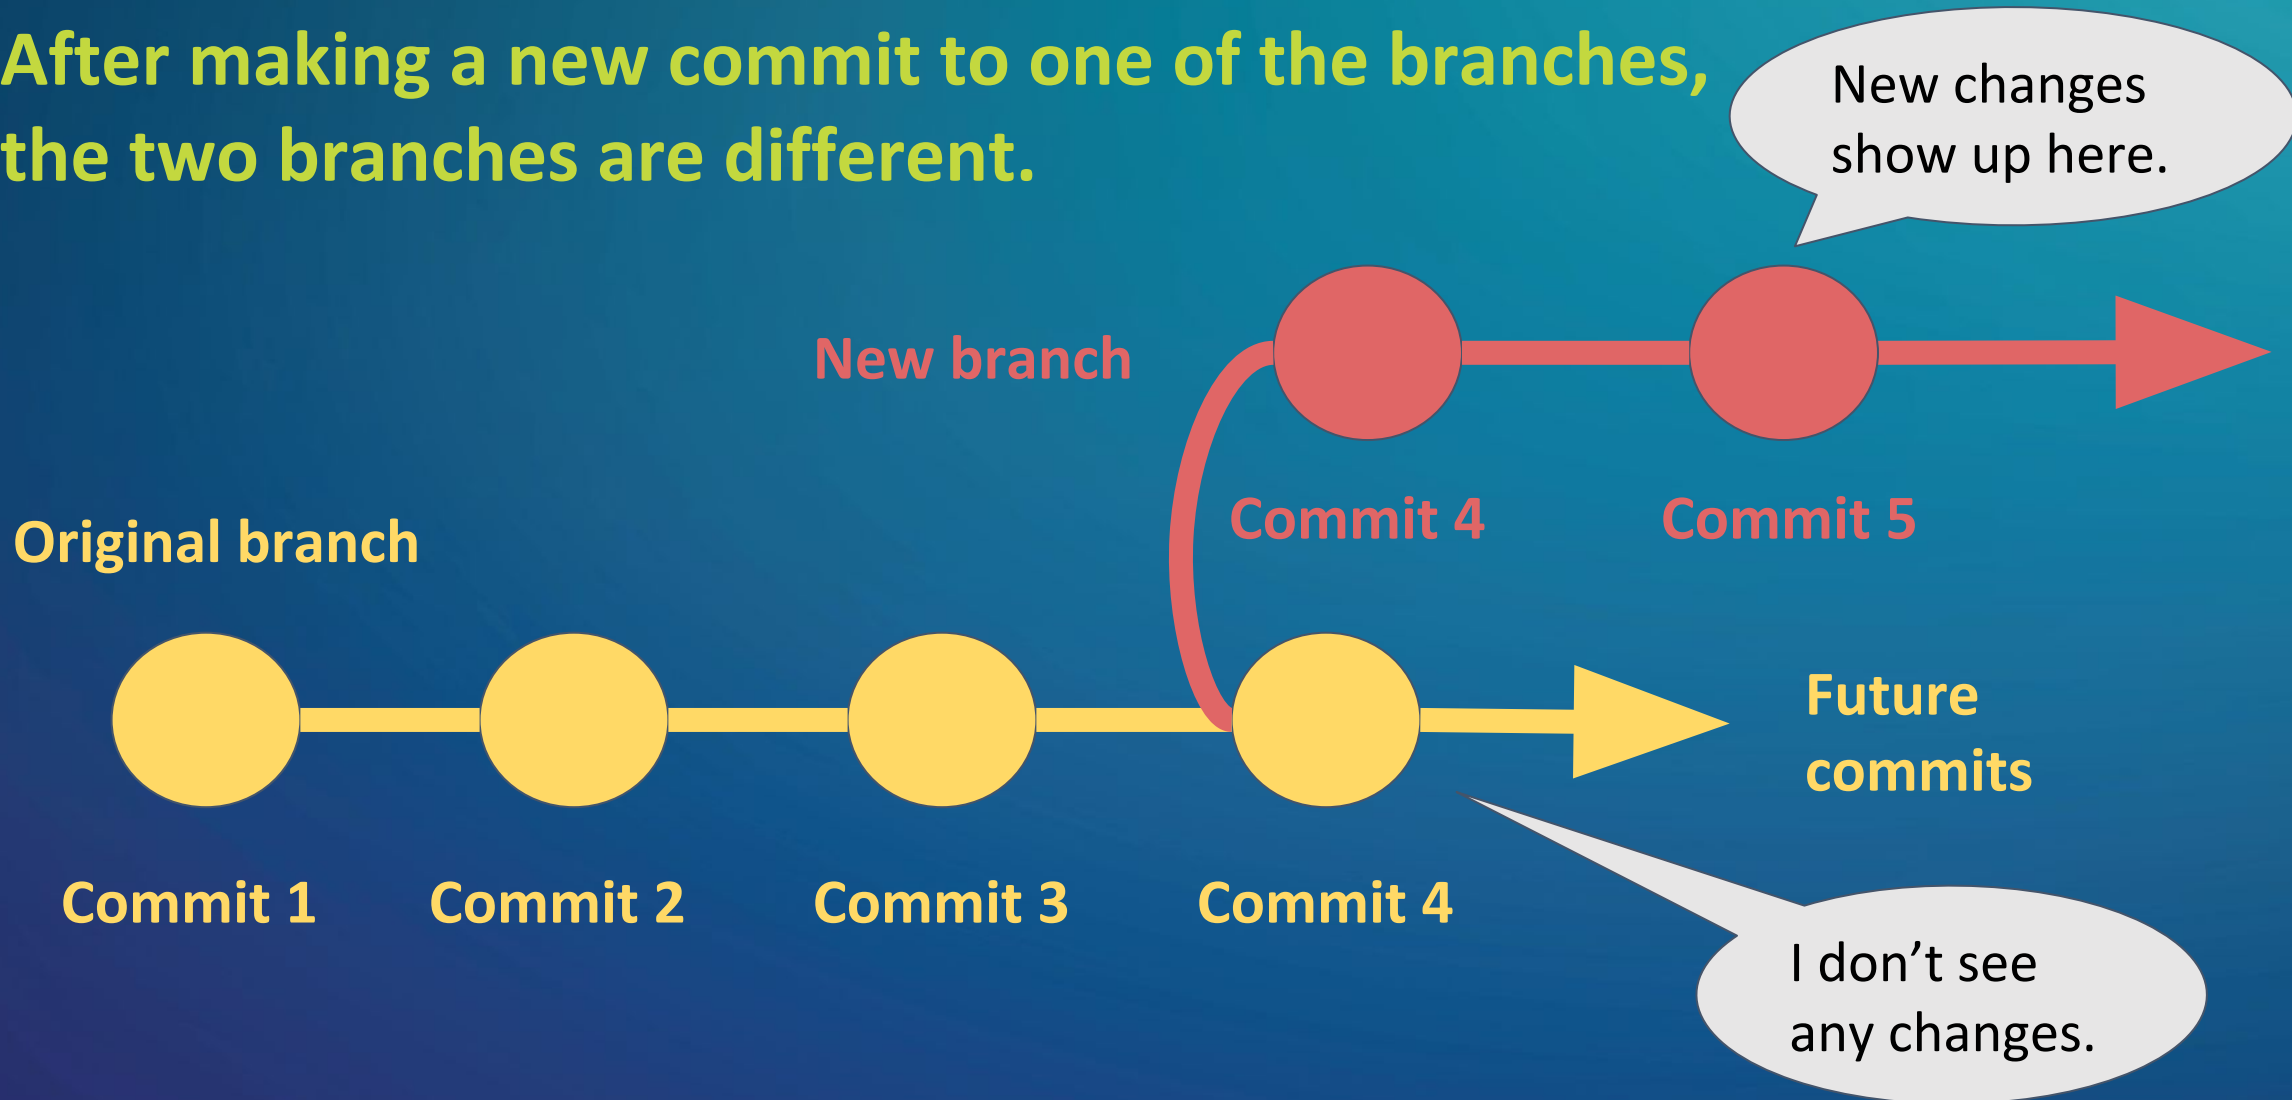 After making a new commit to one of the branches,
the two branches are different.
New changes
show up here.
New branch
Commit 4
Commit 5
Original branch
Future
commits
Commit 1
Commit 2
Commit 3
Commit 4
I don’t see
any changes.